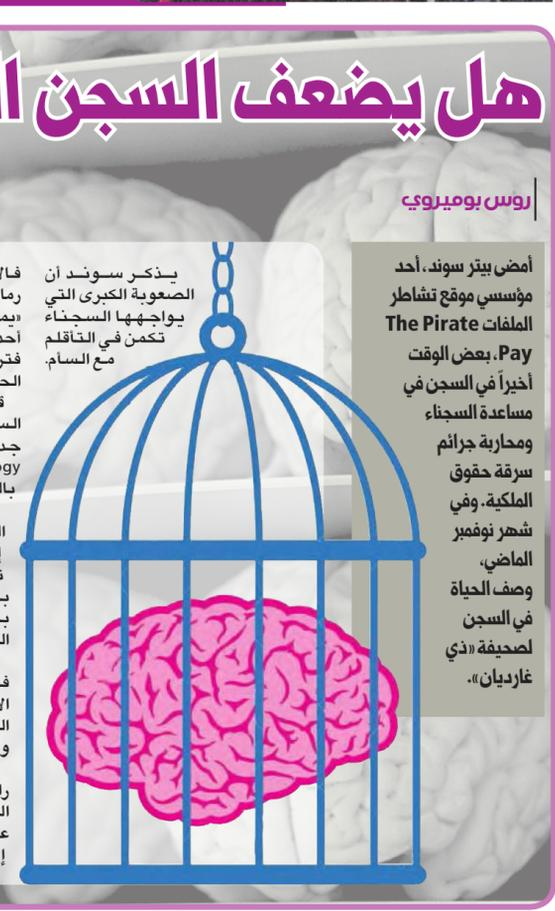 هل يضعف السجن
روس بوميروي
أمضى بيتر سوند، أحد
مؤسسي موقع تشاطر
الملفات The Pirate
Pay، بعض الوقت
أخيراً في السجن في
مساعدة السجناء
ومحاربة جرائم
سرقة حقوق
الملكية. وفي
شهر نوفمبر
الماضي،
وصف الحياة
في السجن
لصحيفة «ذي
غارديان».
يـذكـر سـونـد أن
الصعوبة الكبرى التي
يواجهها السجناء
تكمن في التأقلم
مع السأم.